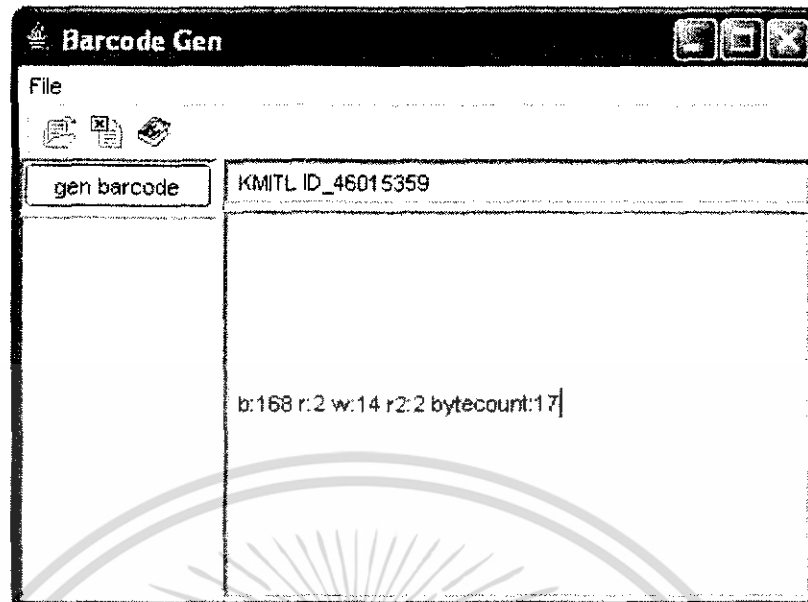 Barcode Gen
File
gen barcode
KMITL ID_46015359
b:168 r:2 w:14 r2:2 bytecount:17